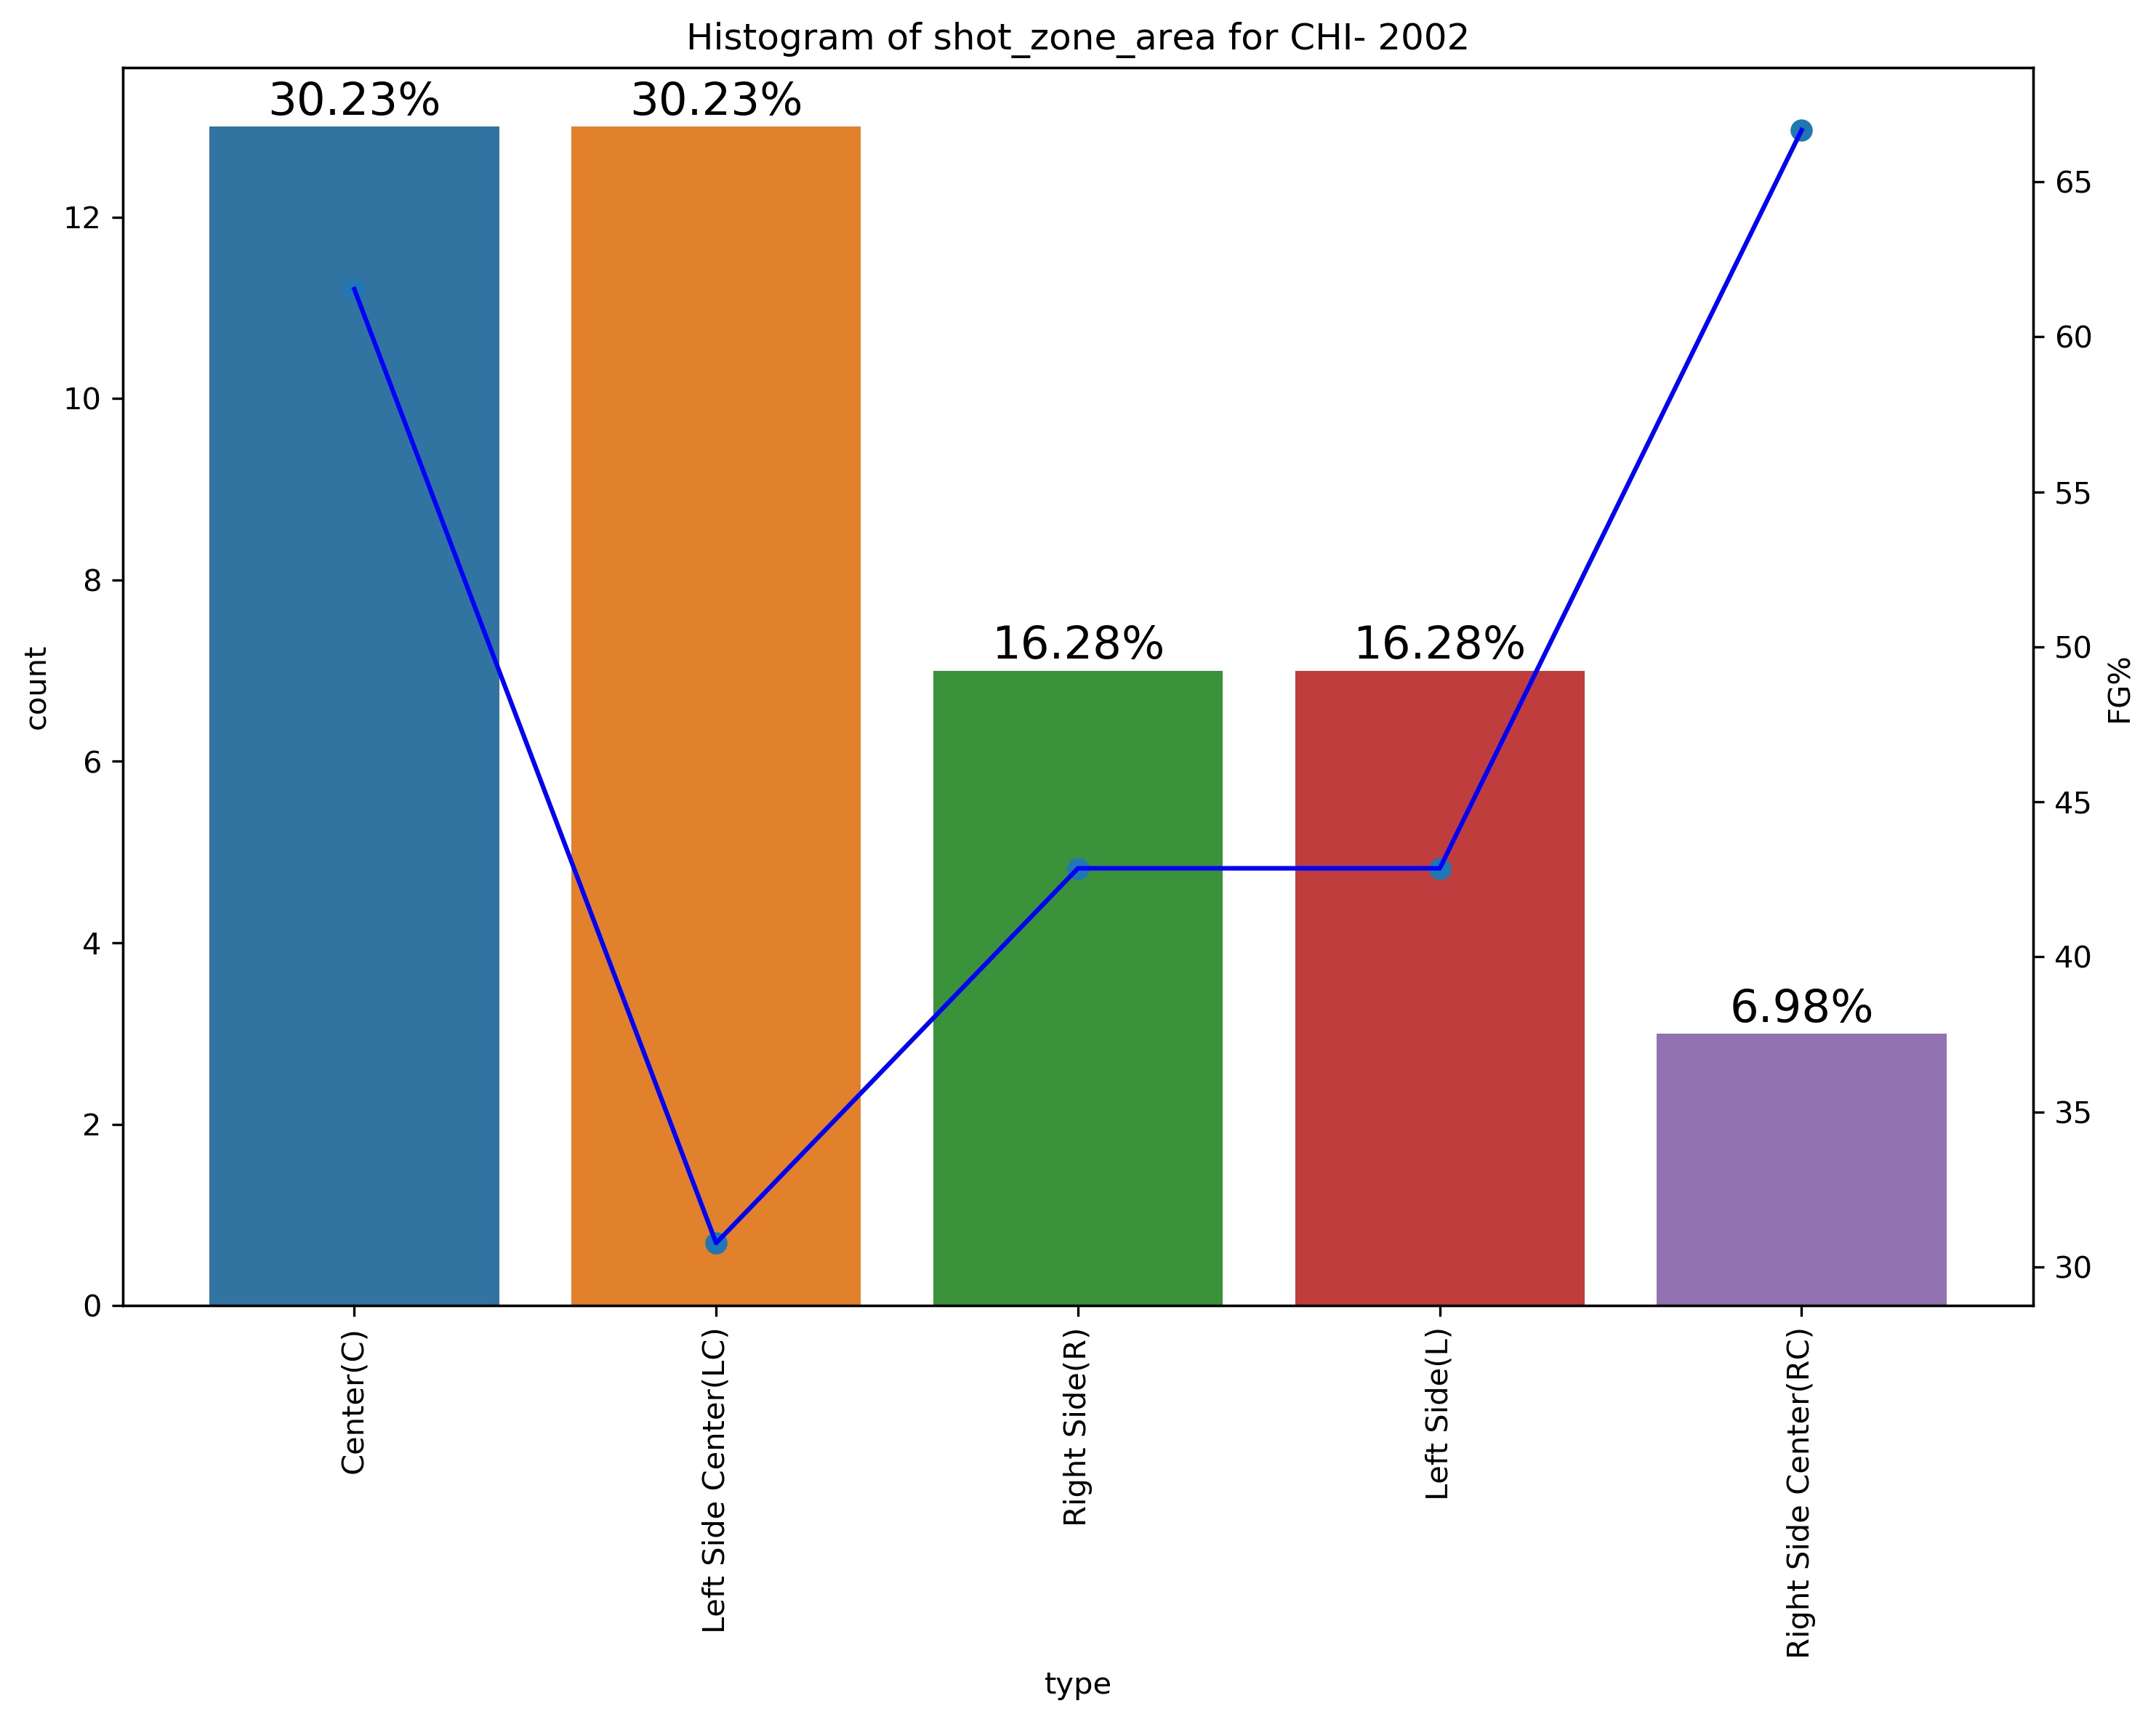 Histogram of shot_zone_area for CHI- 2002
30.23%
30.23%
16.28%
16.28%
6.98%
12
10
8
6
4
2
0
count
65
60
55
50
45
40
35
30
FG%
Center(C)
Left Side Center(LC)
Right Side(R)
Left Side(L)
Right Side Center(RC)
type